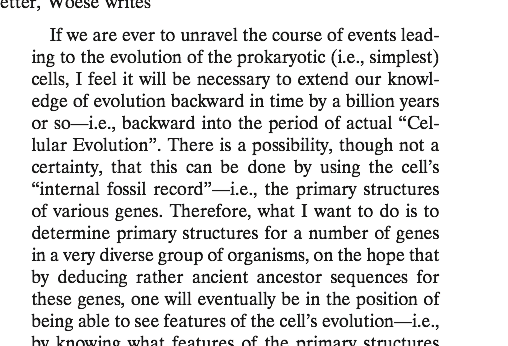 etter, Woese writes
If we are ever to unravel the course of events lead-
ing to the evolution of the prokaryotic (i.e., simplest)
cells, I feel it will be necessary to extend our knowl-
edge of evolution backward in time by a billion years
or so—i.e., backward into the period of actual “Cel-
lular Evolution”. There is a possibility, though not a
certainty, that this can be done by using the cell’s
“internal fossil record”—i.e., the primary structures
of various genes. Therefore, what I want to do is to
determine primary structures for a number of genes
in a very diverse group of organisms, on the hope that
by deducing rather ancient ancestor sequences for
these genes, one will eventually be in the position of
being able to see features of the cell’s evolution—i.e.,
by knowing what features of the primary structures